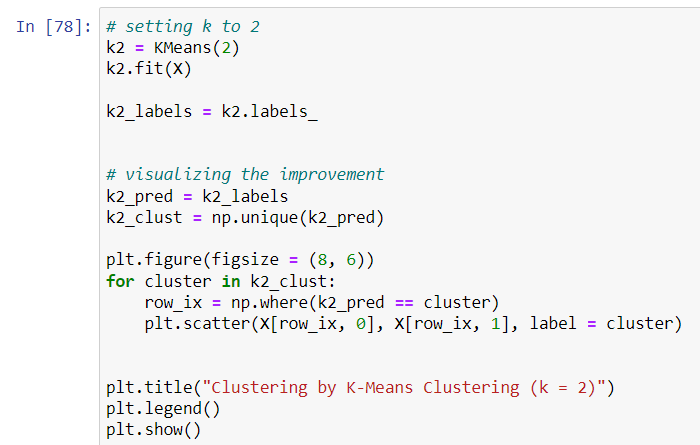 In [78]: # setting k to 2
k2 = KMeans(2)
k2.fit(X)
k2_labels = k2.labels_
# visualizing the improvement
k2_pred = k2_labels
k2_clust = np.unique(k2_pred)
plt.figure(figsize = (8, 6))
for cluster in k2_clust:
    row_ix = np.where(k2_pred == cluster)
    plt.scatter(X[row_ix, 0], X[row_ix, 1], label = cluster)
plt.title("Clustering by K-Means Clustering (k = 2)")
plt.legend()
plt.show()